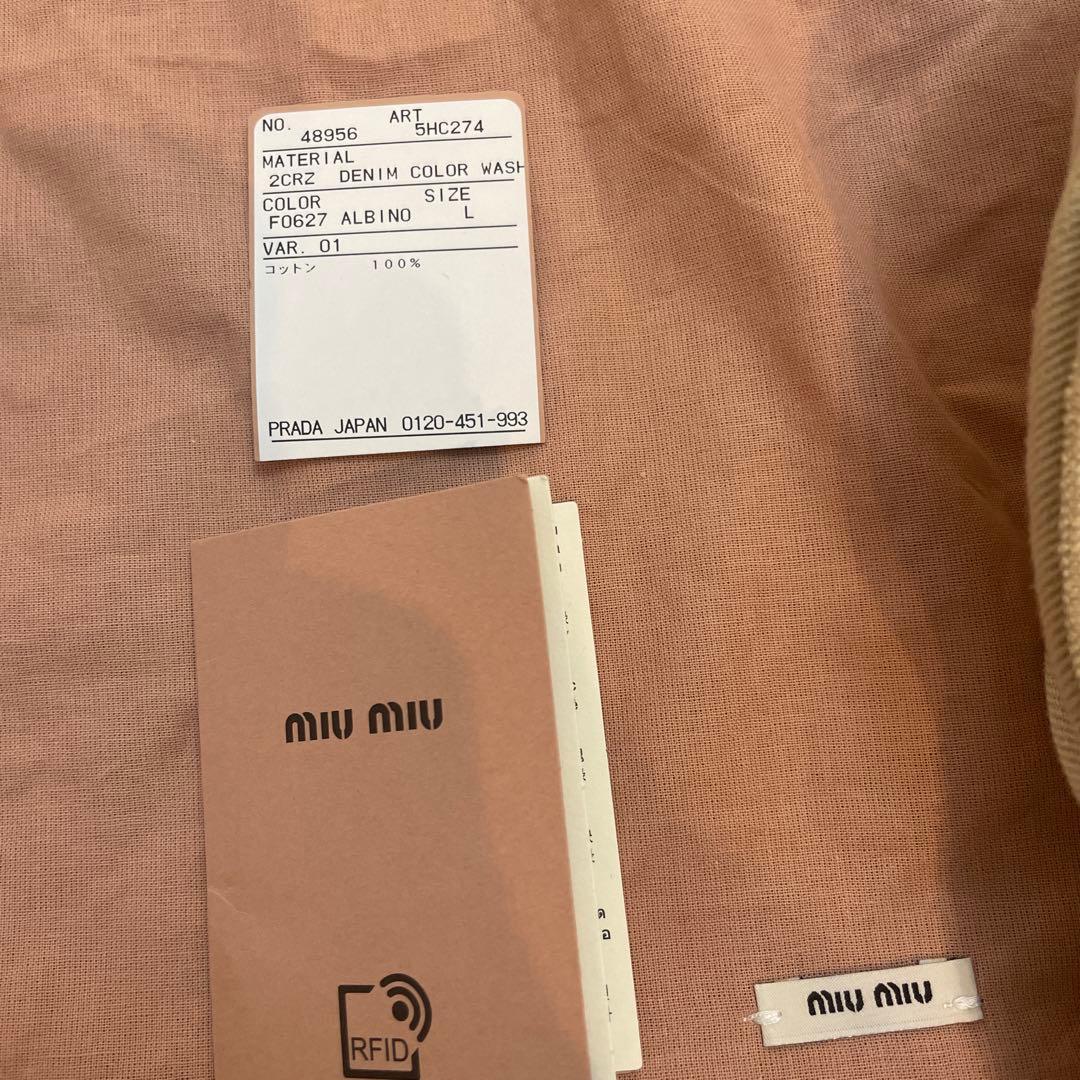 NO. ART
48956 5HC274
MATERIAL
2CRZ DENIM COLOR WASH
COLOR SIZE
F0627 ALBINO L
VAR. 01
コットン 100%
PRADA JAPAN 0120-451-993
miu miu
RFID
miu miu